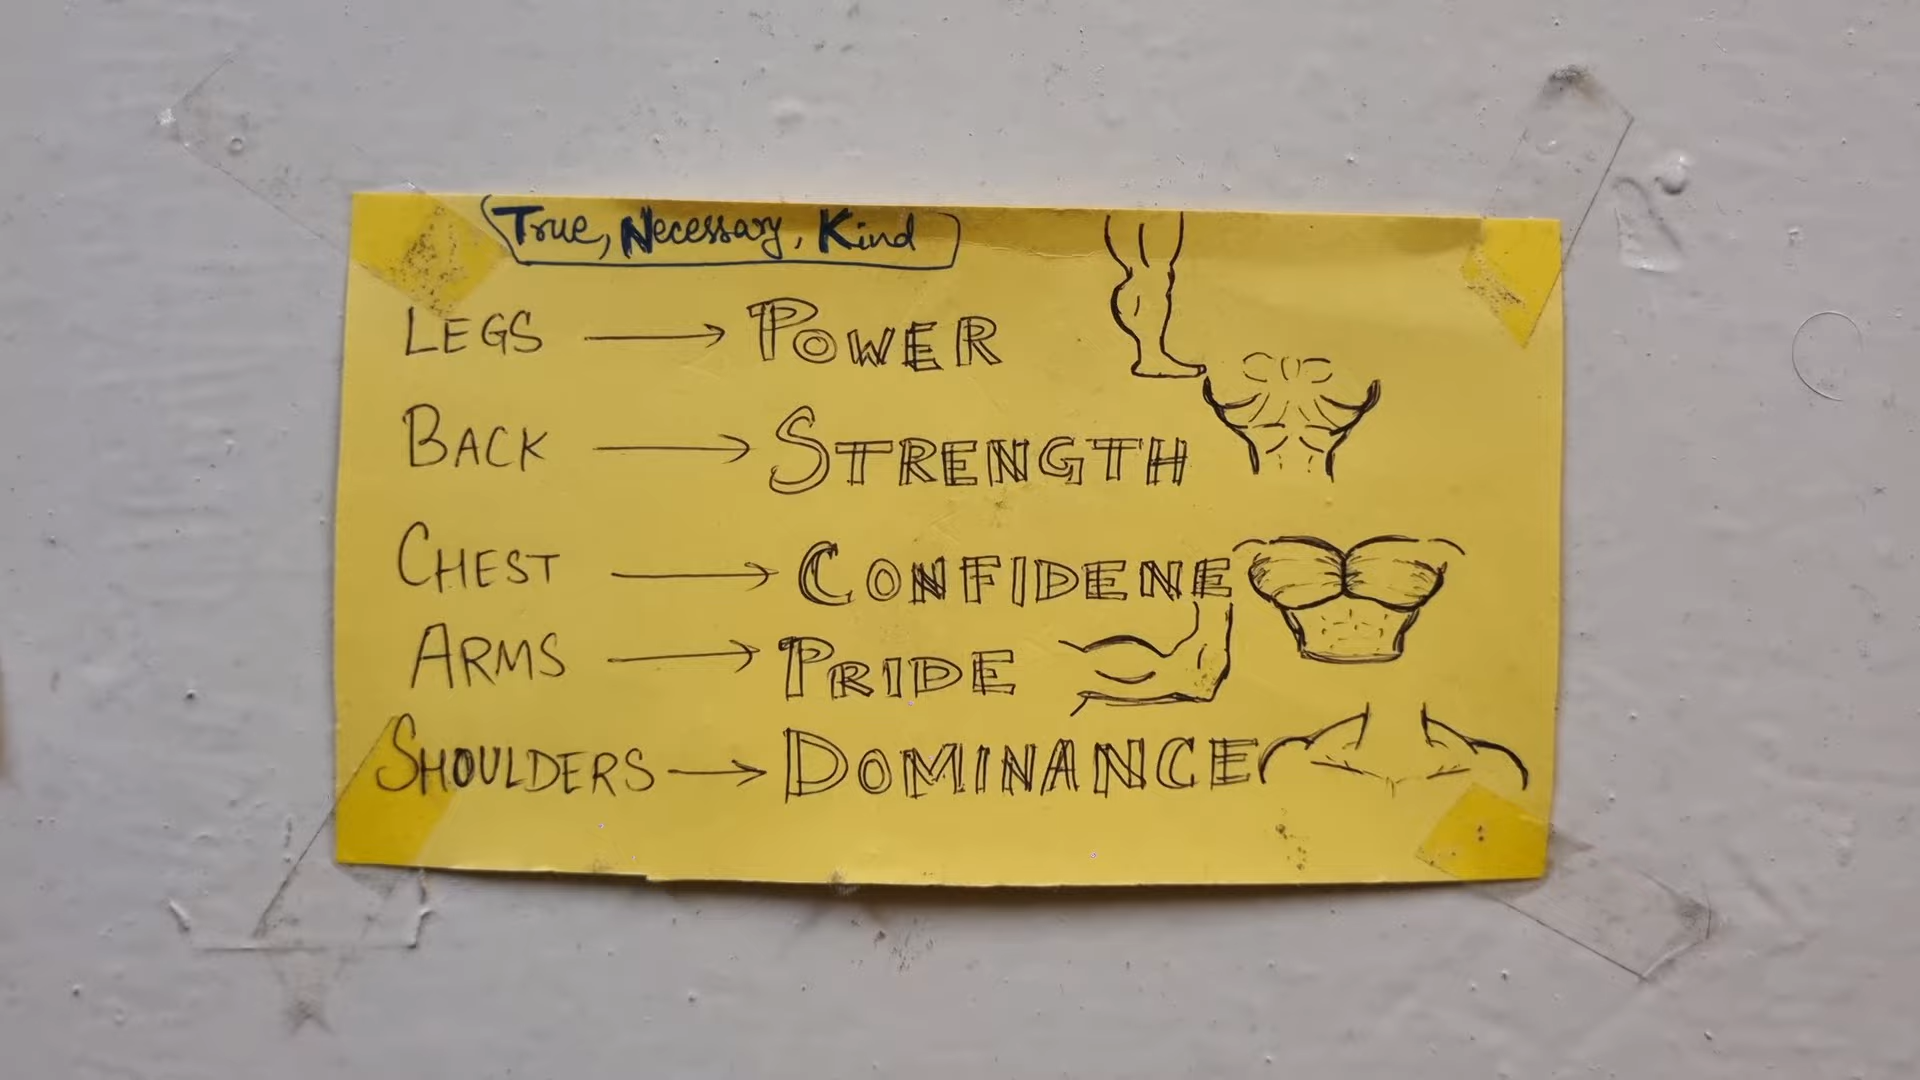 True, Necessary, Kind
LEGS → POWER
BACK → STRENGTH
CHEST → CONFIDENE
ARMS → PRIDE
SHOULDERS → DOMINANCE